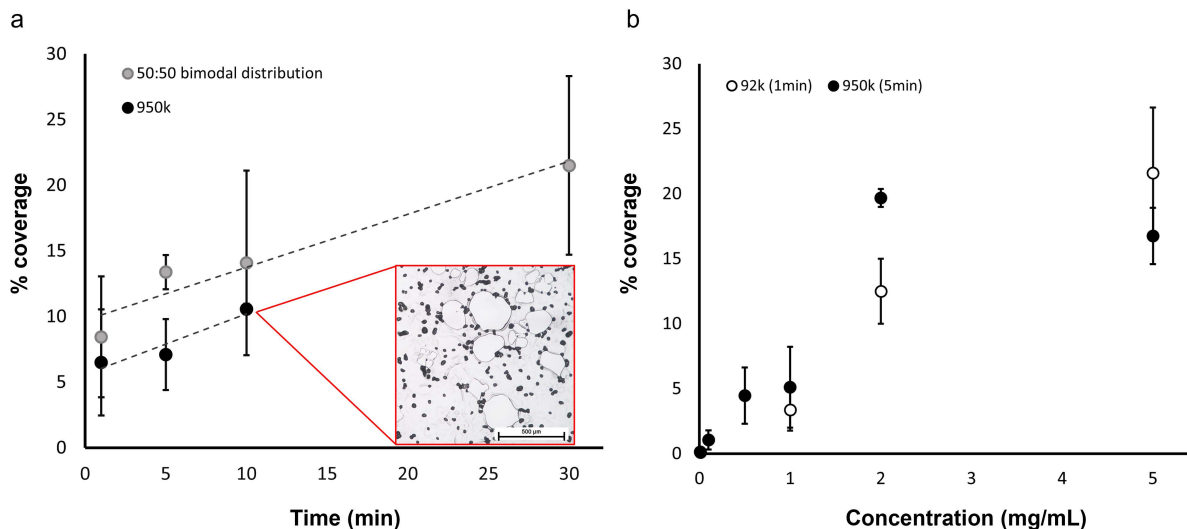 a
30
25
20
15
10
5
0
% coverage
50:50 bimodal distribution
950k
500 µm
0 5 10 15 20 25 30
Time (min)
b
30
25
20
15
10
5
0
% coverage
92k (1min) 950k (5min)
0 1 2 3 4 5
Concentration (mg/mL)